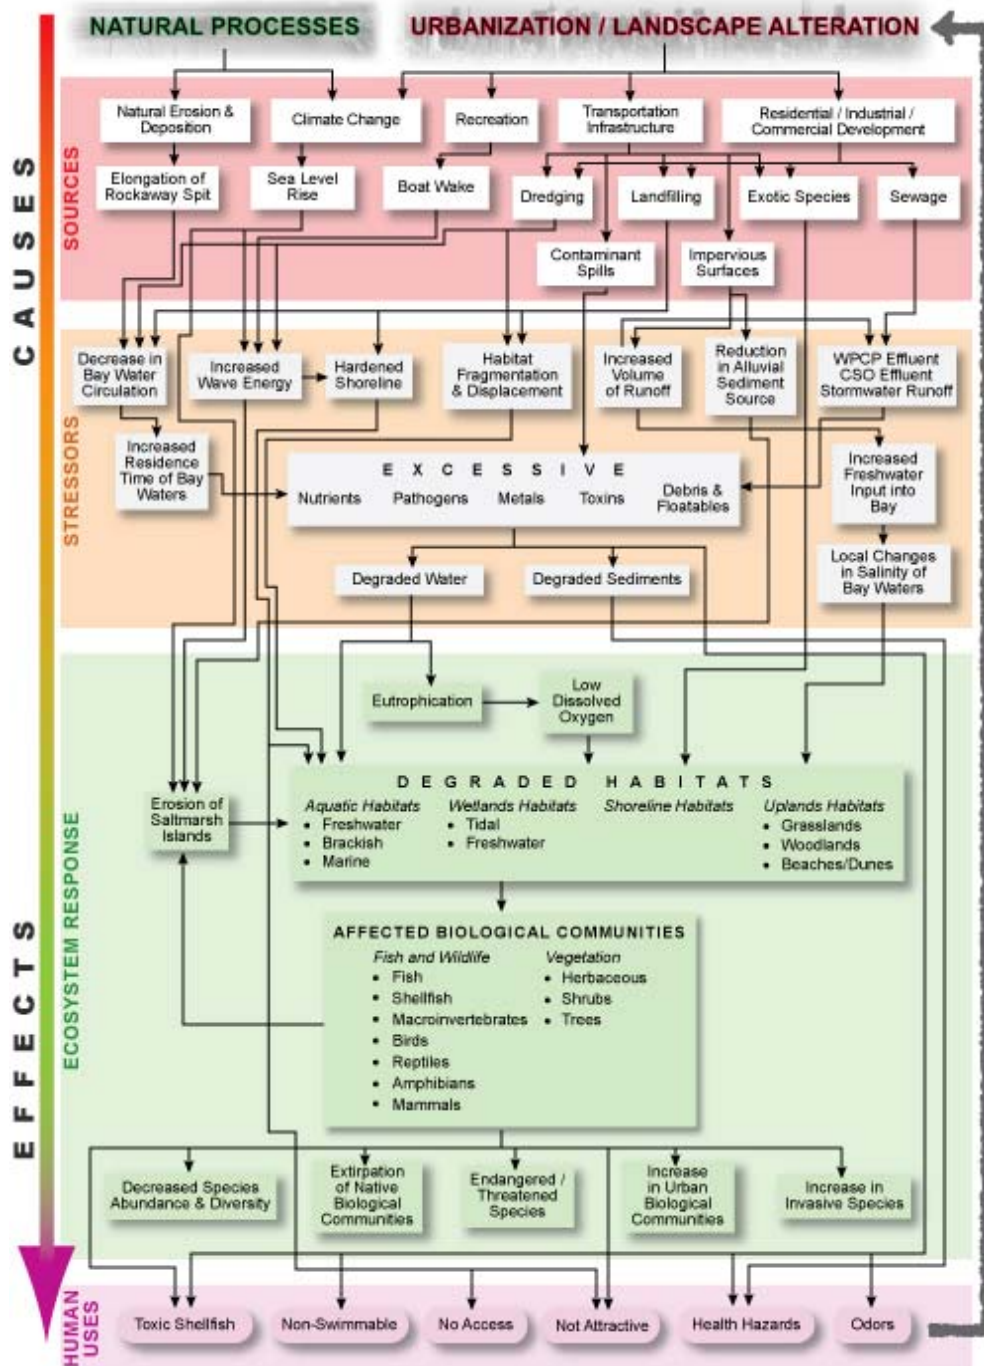 NATURAL PROCESSES
URBANIZATION / LANDSCAPE ALTERATION
CAUSES
EFFECTS
SOURCES
Natural Erosion &
Deposition
Climate Change
Recreation
Transportation
Infrastructure
Residential / Industrial /
Commercial Development
Elongation of
Rockaway Spit
Sea Level
Rise
Boat Wake
Dredging
Landfilling
Exotic Species
Sewage
Contaminant
Spills
Impervious
Surfaces
STRESSORS
Decrease in
Bay Water
Circulation
Increased
Wave Energy
Hardened
Shoreline
Habitat
Fragmentation
& Displacement
Increased
Volume
of Runoff
Reduction
in Alluvial
Sediment
Source
WPCP Effluent
CSO Effluent
Stormwater Runoff
Increased
Residence
Time of Bay
Waters
EXCESSIVE
Nutrients
Pathogens
Metals
Toxins
Debris &
Floatables
Increased
Freshwater
Input into
Bay
Degraded Water
Degraded Sediments
Local Changes
in Salinity of
Bay Waters
ECOSYSTEM RESPONSE
Eutrophication
Low
Dissolved
Oxygen
Erosion of
Saltmarsh
Islands
DEGRADED HABITATS
Aquatic Habitats
• Freshwater
• Brackish
• Marine
Wetlands Habitats
• Tidal
• Freshwater
Shoreline Habitats
Uplands Habitats
• Grasslands
• Woodlands
• Beaches/Dunes
AFFECTED BIOLOGICAL COMMUNITIES
Fish and Wildlife
• Fish
• Shellfish
• Macroinvertebrates
• Birds
• Reptiles
• Amphibians
• Mammals
Vegetation
• Herbaceous
• Shrubs
• Trees
Decreased Species
Abundance & Diversity
Extirpation
of Native
Biological
Communities
Endangered /
Threatened
Species
Increase
in Urban
Biological
Communities
Increase in
Invasive Species
HUMAN
USES
Toxic Shellfish
Non-Swimmable
No Access
Not Attractive
Health Hazards
Odors